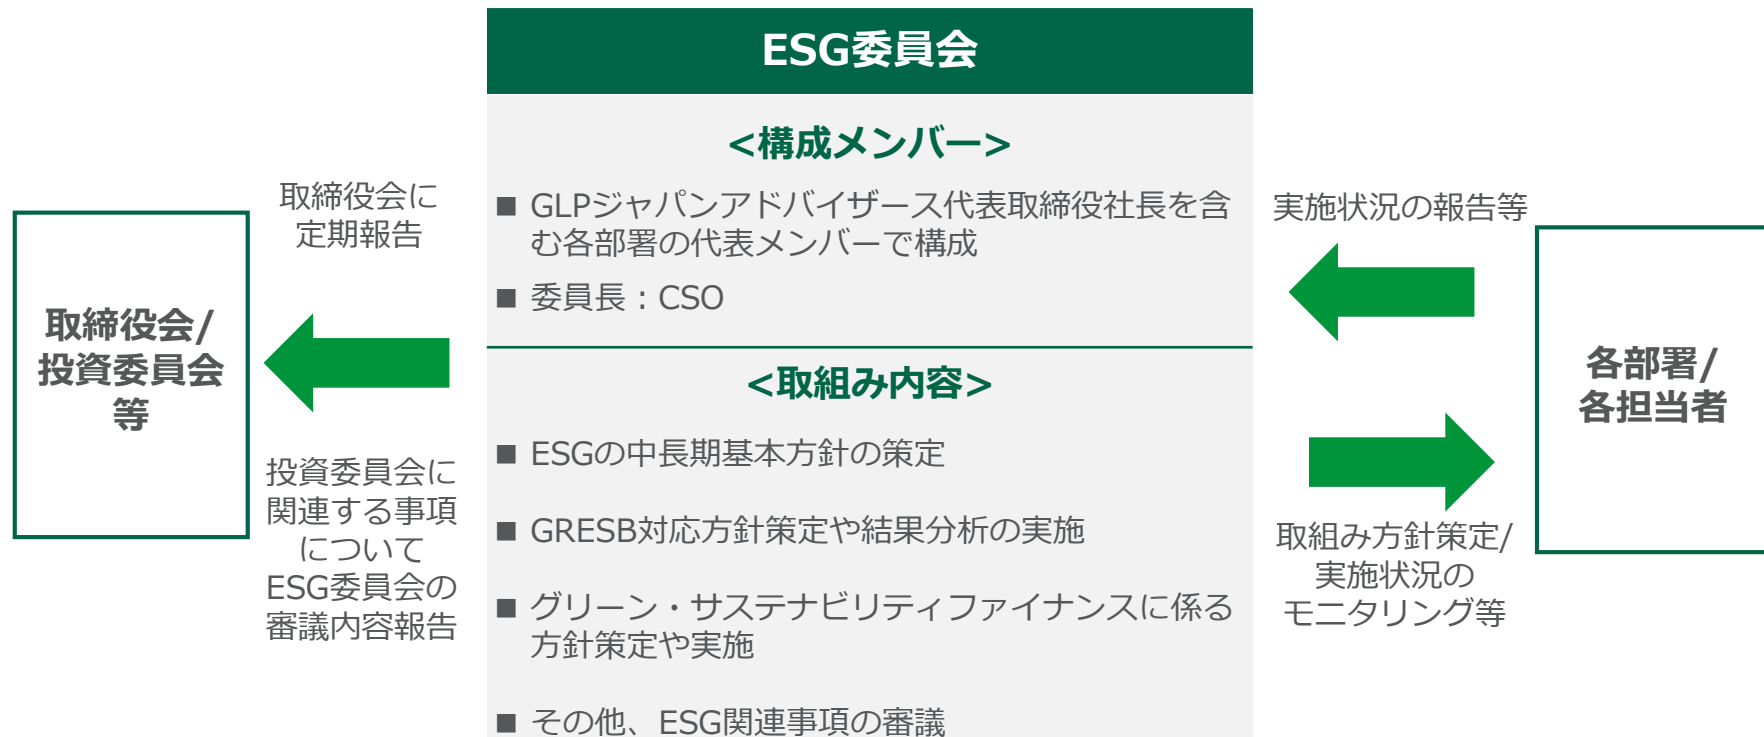 ESG委員会
<構成メンバー>
■ GLPジャパンアドバイザース代表取締役社長を含
む各部署の代表メンバーで構成
■ 委員長：CSO
<取組み内容>
■ ESGの中長期基本方針の策定
■ GRESB対応方針策定や結果分析の実施
■ グリーン・サステナビリティファイナンスに係る
方針策定や実施
■ その他、ESG関連事項の審議
取締役会に
定期報告
取締役会/
投資委員会
等
投資委員会に
関連する事項
について
ESG委員会の
審議内容報告
実施状況の報告等
各部署/
各担当者
取組み方針策定/
実施状況の
モニタリング等